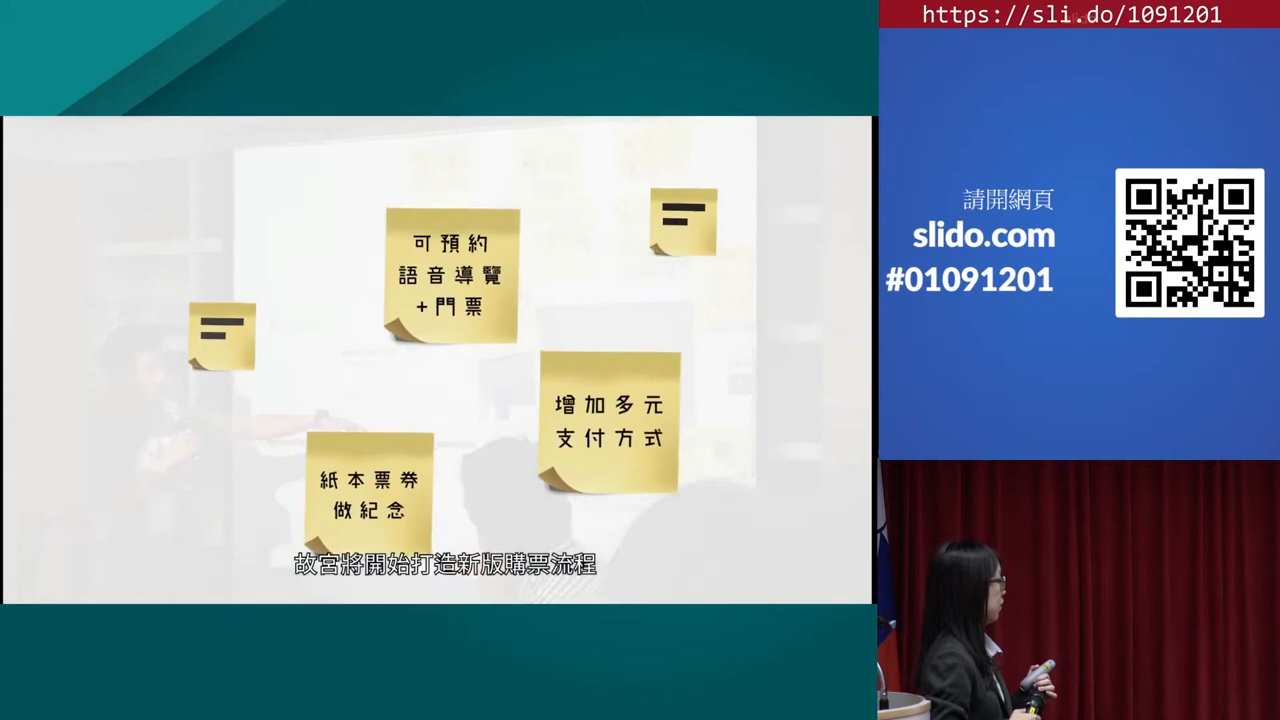 https://sli.do/1091201
請開網頁
slido.com
#01091201
可預約
語音導覽
+門票
增加多元
支付方式
紙本票券
做紀念
故宮將開始打造新版購票流程